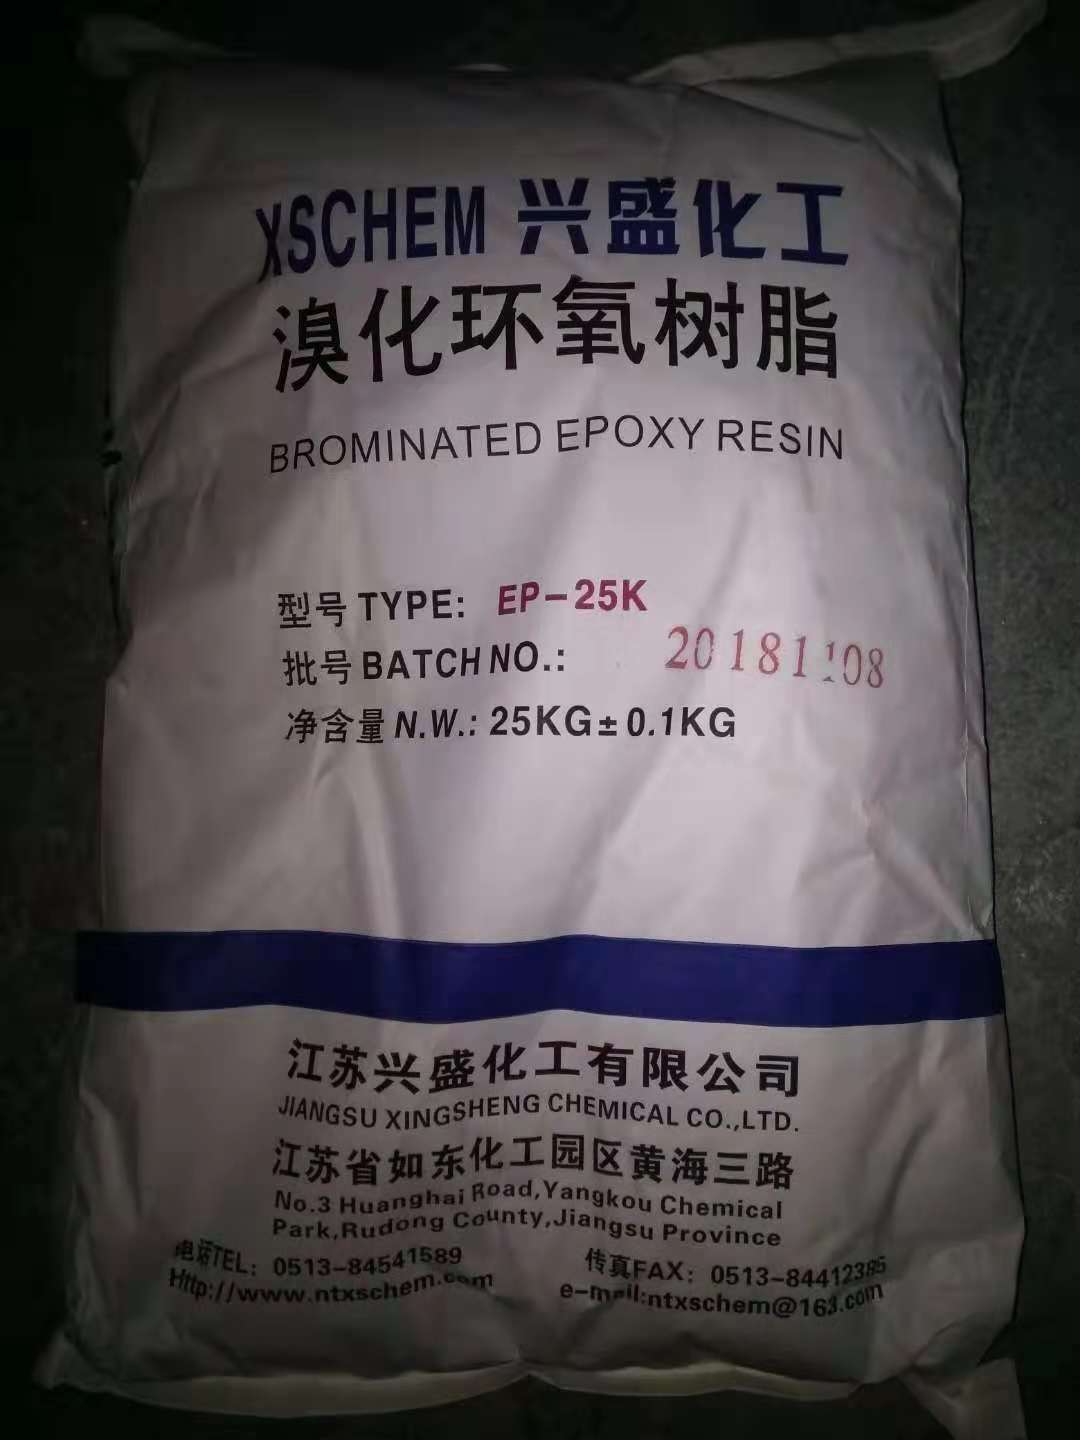 XSCHEM 兴盛化工
溴化环氧树脂
BROMINATED EPOXY RESIN
型号 TYPE: EP-25K
批号 BATCH NO.: 20181108
净含量 N.W.: 25KG±0.1KG
江苏兴盛化工有限公司
JIANGSU XINGSHENG CHEMICAL CO.,LTD.
江苏省如东化工园区黄海三路
No.3 Huanghai Road,Yangkou Chemical
Park,Rudong County,Jiangsu Province
电话TEL: 0513-84541589 传真FAX: 0513-84412385
Http://www.ntxschem.com e-mail:ntxschem@163.com